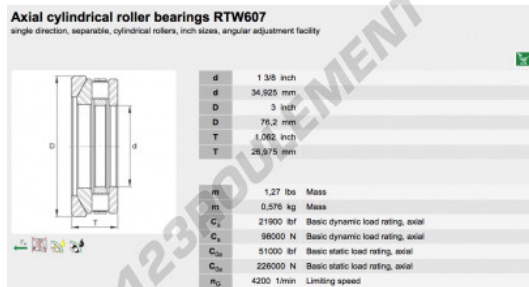 Axial cylindrical roller bearings RTW607
single direction, separable, cylindrical rollers, inch sizes, angular adjustment facility
d 1 3/8 inch
d 34,925 mm
D 3 inch
D 76,2 mm
T 1,062 inch
T 26,975 mm
D d
T
m 1,27 lbs Mass
m 0,576 kg Mass
Ca 21900 lbf Basic dynamic load rating, axial
Ca 98000 N Basic dynamic load rating, axial
C0a 51000 lbf Basic static load rating, axial
C0a 226000 N Basic static load rating, axial
nG 4200 1/min Limiting speed
123ROULEMENT